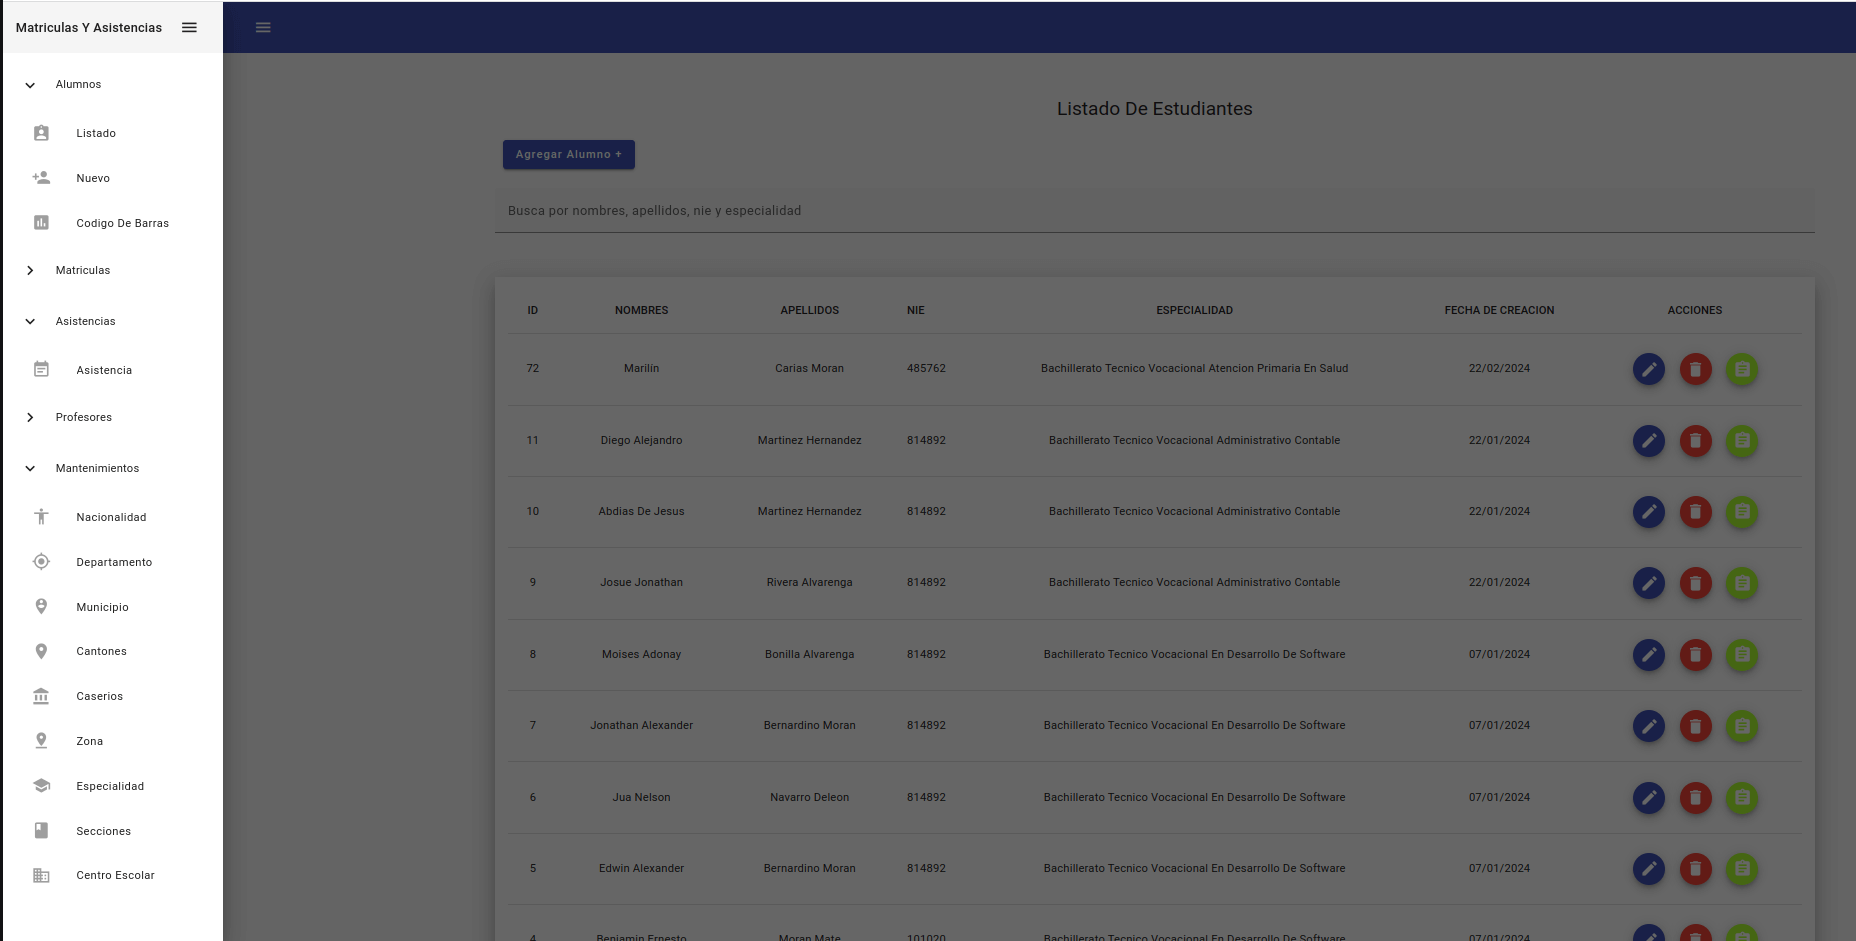 Matriculas Y Asistencias
Alumnos
Listado
Nuevo
Codigo De Barras
Matriculas
Asistencias
Asistencia
Profesores
Mantenimientos
Nacionalidad
Departamento
Municipio
Cantones
Caserios
Zona
Especialidad
Secciones
Centro Escolar
Listado De Estudiantes
Agregar Alumno +
Busca por nombres, apellidos, nie y especialidad
ID NOMBRES APELLIDOS NIE ESPECIALIDAD FECHA DE CREACION ACCIONES
72 Marilin Carias Moran 485762 Bachillerato Tecnico Vocacional Atencion Primaria En Salud 22/02/2024
11 Diego Alejandro Martinez Hernandez 814892 Bachillerato Tecnico Vocacional Administrativo Contable 22/01/2024
10 Abdias De Jesus Martinez Hernandez 814892 Bachillerato Tecnico Vocacional Administrativo Contable 22/01/2024
9 Josue Jonathan Rivera Alvarenga 814892 Bachillerato Tecnico Vocacional Administrativo Contable 22/01/2024
8 Moises Adonay Bonilla Alvarenga 814892 Bachillerato Tecnico Vocacional En Desarrollo De Software 07/01/2024
7 Jonathan Alexander Bernardino Moran 814892 Bachillerato Tecnico Vocacional En Desarrollo De Software 07/01/2024
6 Jua Nelson Navarro Deleon 814892 Bachillerato Tecnico Vocacional En Desarrollo De Software 07/01/2024
5 Edwin Alexander Bernardino Moran 814892 Bachillerato Tecnico Vocacional En Desarrollo De Software 07/01/2024
4 Benjamin Ernesto Moran Mate 101020 Bachillerato Tecnico Vocacional En Desarrollo De Software 07/01/2024